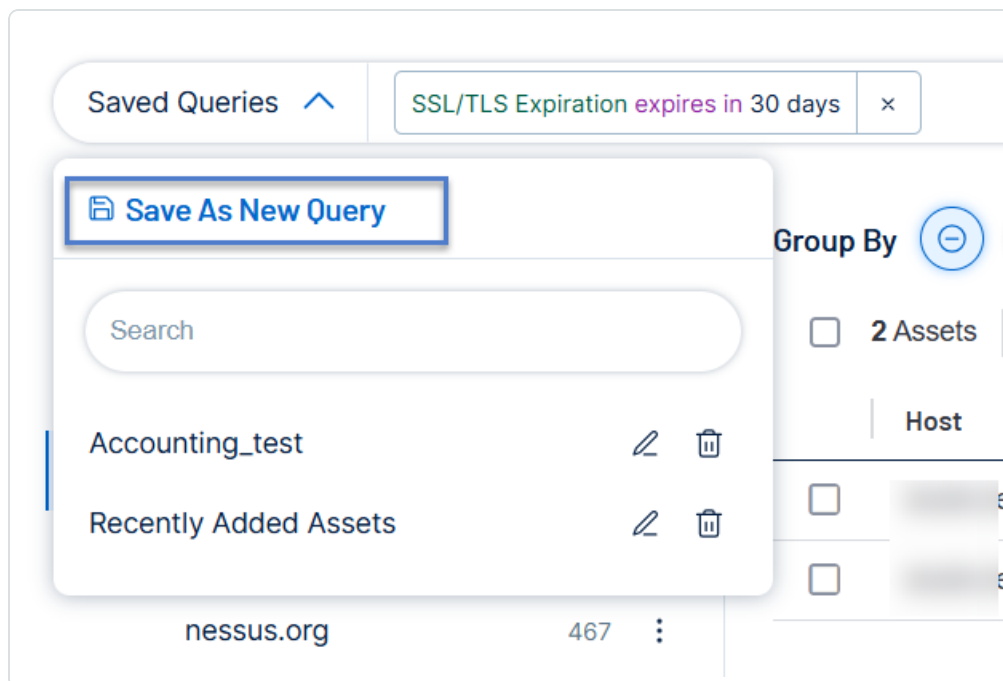 Saved Queries
SSL/TLS Expiration expires in 30 days ×
Save As New Query
Group By
Search
2 Assets
Accounting_test
Host
Recently Added Assets
nessus.org 467